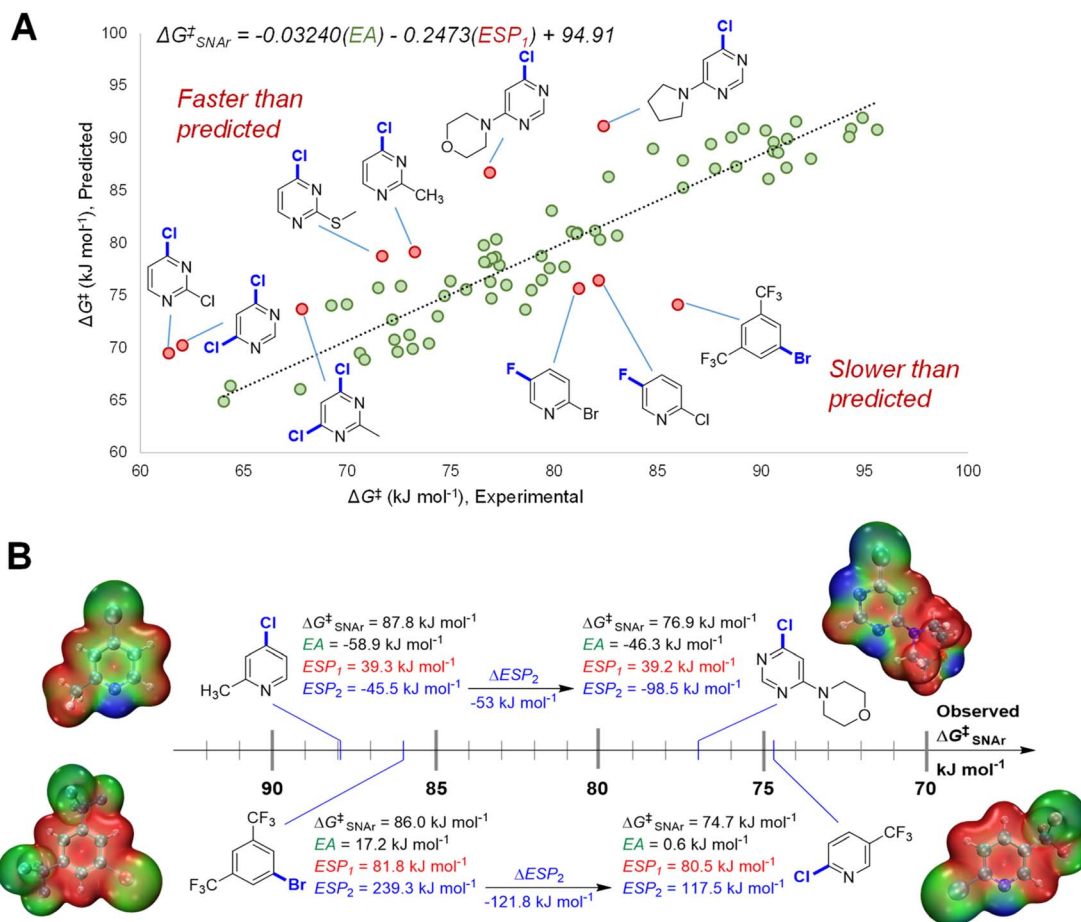 A
ΔG‡SNAr = -0.03240(EA) - 0.2473(ESP1) + 94.91
Faster than
predicted
Slower than
predicted
ΔG‡ (kJ mol-1), Predicted
100
95
90
85
80
75
70
65
60
60 65 70 75 80 85 90 95 100
ΔG‡ (kJ mol-1), Experimental
Cl
N
N
Cl
Cl
Cl
N
N
Cl
N
N
S
Cl
N
N
CH3
Cl
N
N
N
O
Cl
N
N
N
Cl
Cl
N
N
F
N
Br
F
N
Cl
CF3
F3C
Br
B
Cl
H3C
N
ΔG‡SNAr = 87.8 kJ mol-1
EA = -58.9 kJ mol-1
ESP1 = 39.3 kJ mol-1
ESP2 = -45.5 kJ mol-1
ΔESP2
-53 kJ mol-1
ΔG‡SNAr = 76.9 kJ mol-1
EA = -46.3 kJ mol-1
ESP1 = 39.2 kJ mol-1
ESP2 = -98.5 kJ mol-1
Cl
N
N
N
O
Observed
ΔG‡SNAr
kJ mol-1
90 85 80 75 70
CF3
F3C
Br
ΔG‡SNAr = 86.0 kJ mol-1
EA = 17.2 kJ mol-1
ESP1 = 81.8 kJ mol-1
ESP2 = 239.3 kJ mol-1
ΔESP2
-121.8 kJ mol-1
ΔG‡SNAr = 74.7 kJ mol-1
EA = 0.6 kJ mol-1
ESP1 = 80.5 kJ mol-1
ESP2 = 117.5 kJ mol-1
CF3
Cl
N